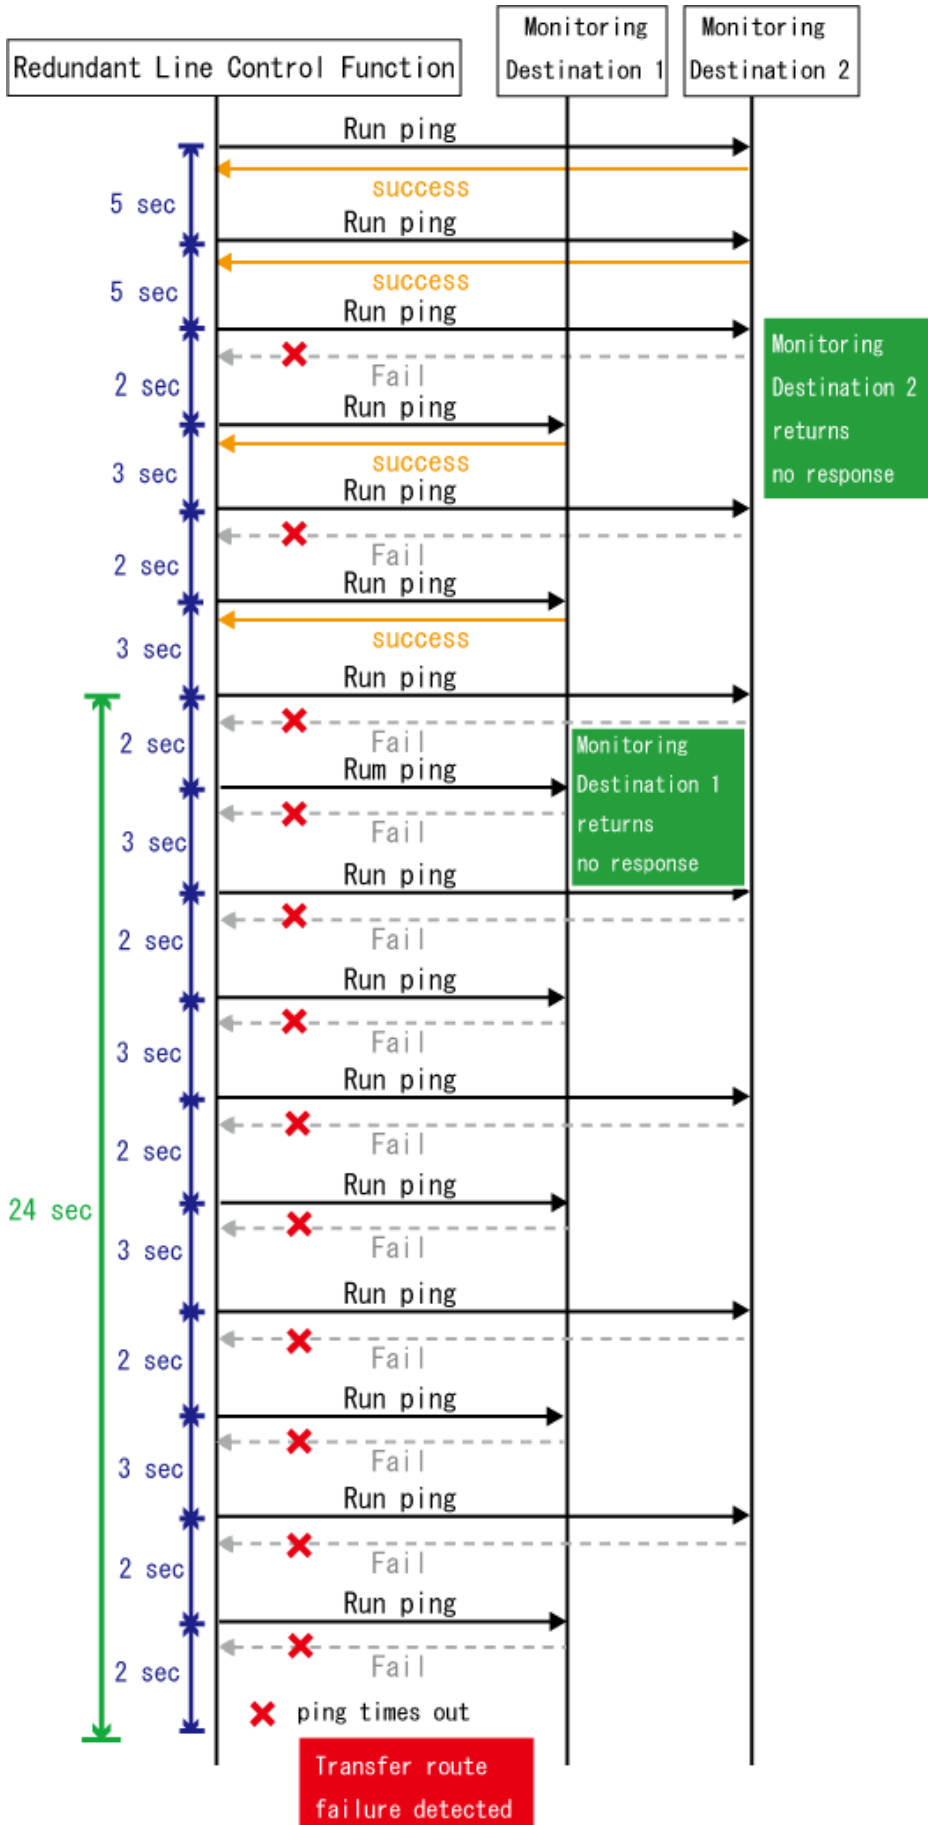 Redundant Line Control Function
Monitoring
Destination 1
Monitoring
Destination 2
Run ping
success
5 sec
Run ping
success
5 sec
Run ping
Fail
Monitoring
Destination 2
returns
no response
2 sec
Run ping
success
3 sec
Run ping
Fail
2 sec
Run ping
success
3 sec
Run ping
Fail
2 sec
Rum ping
Monitoring
Destination 1
returns
no response
Fail
3 sec
Run ping
Fail
2 sec
Run ping
Fail
3 sec
Run ping
Fail
2 sec
Run ping
24 sec
Fail
3 sec
Run ping
Fail
2 sec
Run ping
Fail
3 sec
Run ping
Fail
2 sec
Run ping
Fail
2 sec
ping times out
Transfer route
failure detected